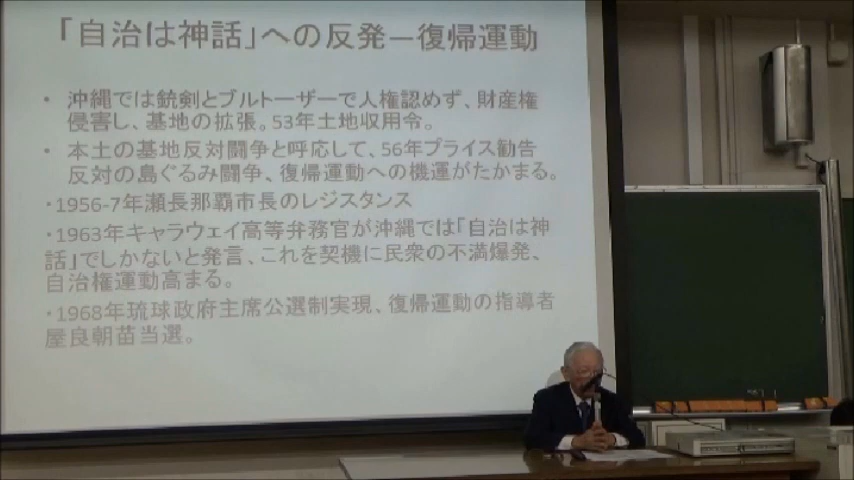 「自治は神話」への反発―復帰運動
・ 沖縄では銃剣とブルトーザーで人権認めず、財産権
侵害し、基地の拡張。53年土地収用令。
・ 本土の基地反対闘争と呼応して、56年プライス勧告
反対の島ぐるみ闘争、復帰運動への機運がたかまる。
・1956-7年瀬長那覇市長のレジスタンス
・1963年キャラウェイ高等弁務官が沖縄では「自治は神
話」でしかないと発言、これを契機に民衆の不満爆発、
自治権運動高まる。
・1968年琉球政府主席公選制実現、復帰運動の指導者
屋良朝苗当選。